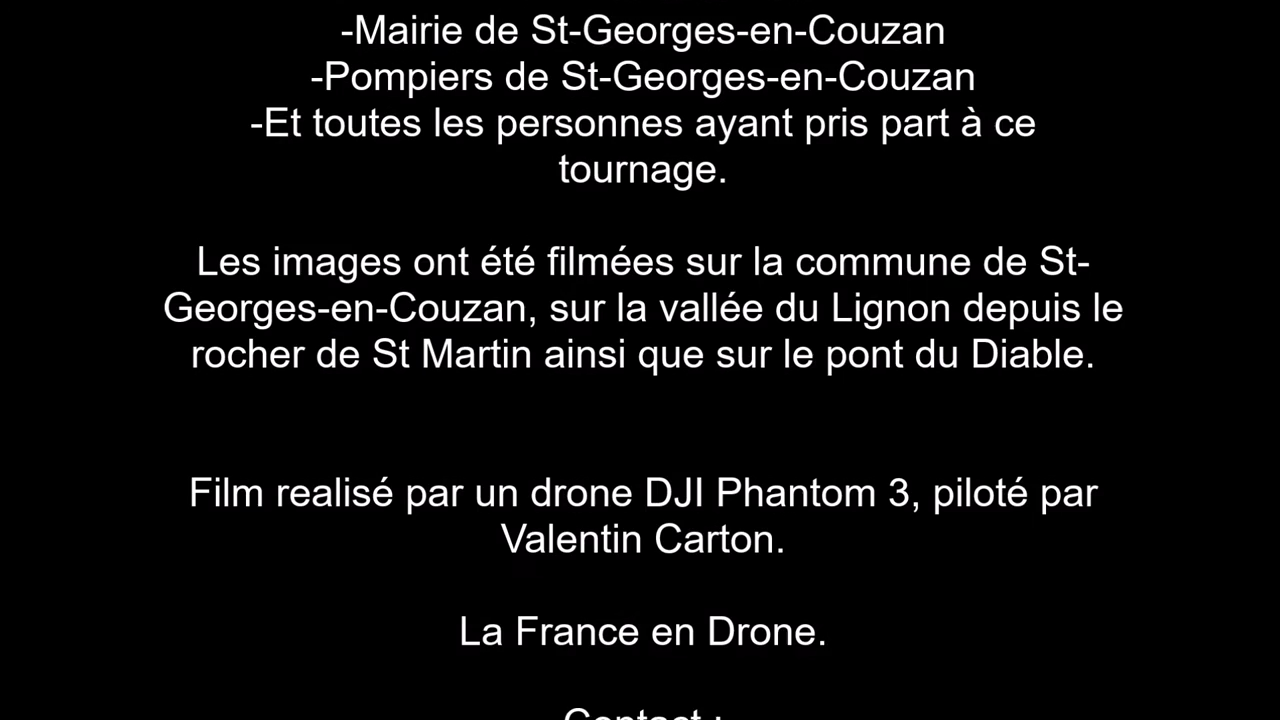 -Mairie de St-Georges-en-Couzan
-Pompiers de St-Georges-en-Couzan
-Et toutes les personnes ayant pris part à ce
tournage.
Les images ont été filmées sur la commune de St-
Georges-en-Couzan, sur la vallée du Lignon depuis le
rocher de St Martin ainsi que sur le pont du Diable.
Film realisé par un drone DJI Phantom 3, piloté par
Valentin Carton.
La France en Drone.
Contact :